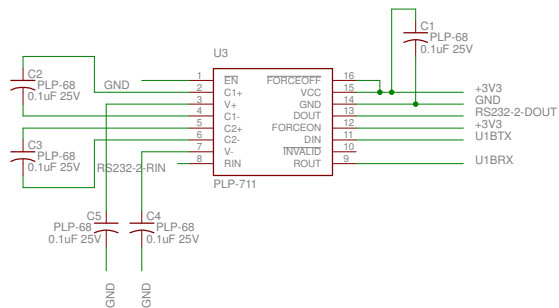 C1
PLP-68
0.1uF 25V
U3
C2
PLP-68
0.1uF 25V
GND
1 EN FORCEOFF 16
2 C1+ VCC 15 +3V3
3 V+ GND 14 GND
4 C1- DOUT 13 RS232-2-DOUT
5 C2+ FORCEON 12 +3V3
6 C2- DIN 11 U1BTX
7 V- INVALID 10
8 RIN ROUT 9 U1BRX
C3
PLP-68
0.1uF 25V
RS232-2-RIN
PLP-711
C5
PLP-68
0.1uF 25V
C4
PLP-68
0.1uF 25V
GND
GND